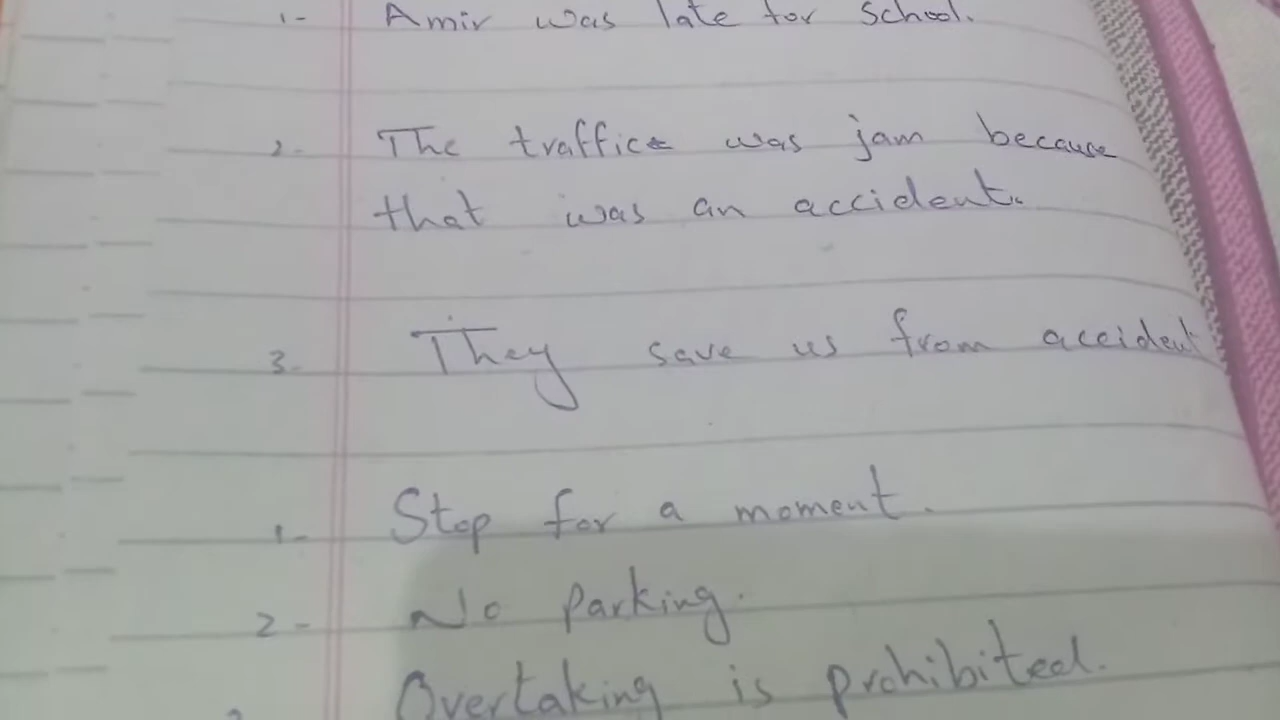 1- Amir was late for school.
2- The traffic was jam because
that was an accident.
3- They save us from accident
1- Stop for a moment.
2- No parking.
Overtaking is prohibited.